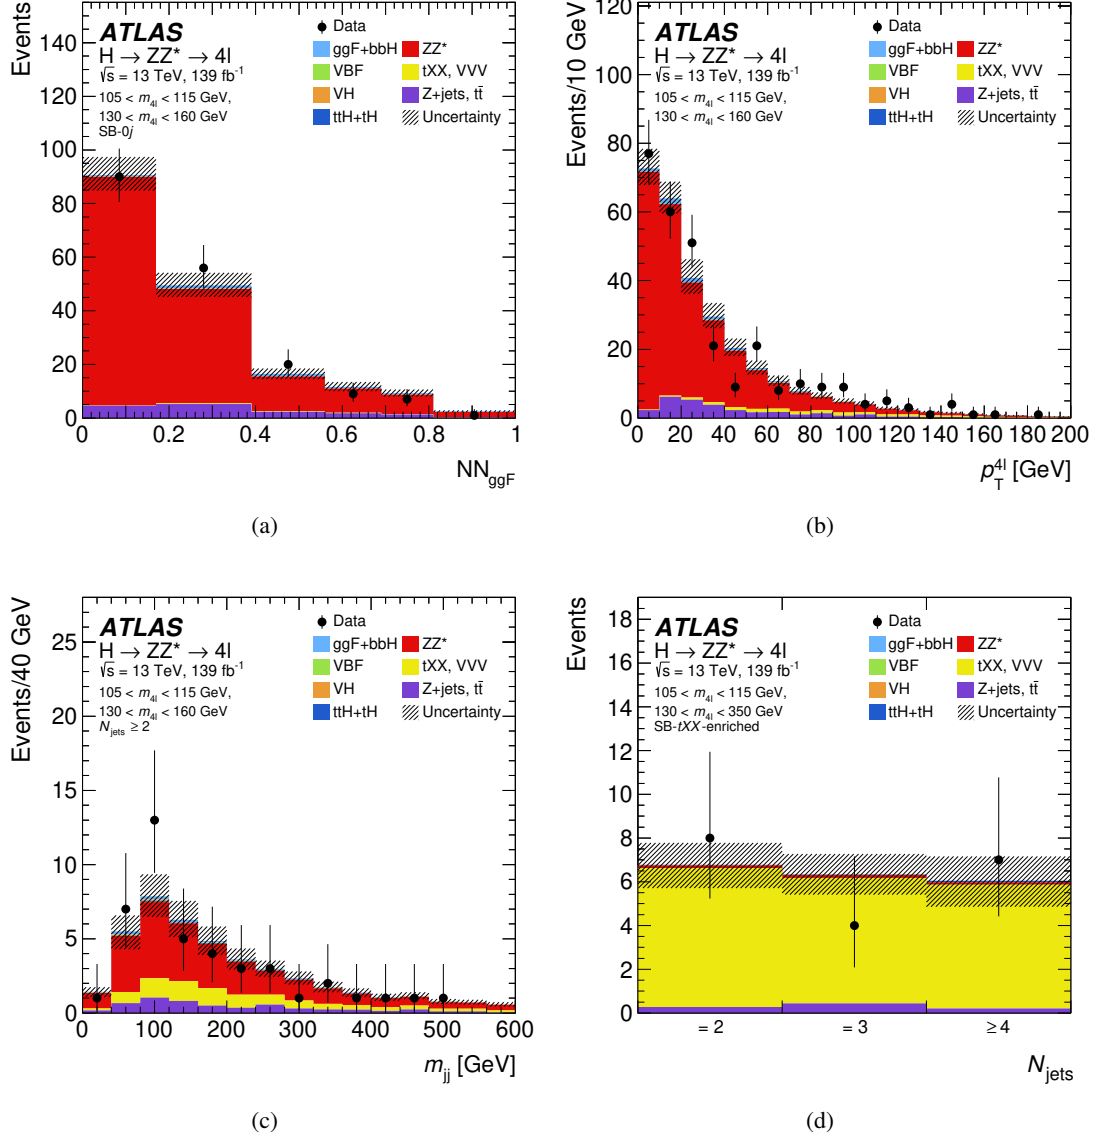 Events
140
120
100
80
60
40
20
0
ATLAS
H → ZZ* → 4l
√s = 13 TeV, 139 fb⁻¹
105 < m₄ₗ < 115 GeV,
130 < m₄ₗ < 160 GeV
SB-0j
Data
ggF+bbH ZZ*
VBF tXX, VVV
VH Z+jets, tt̄
ttH+tH Uncertainty
0 0.2 0.4 0.6 0.8 1
NN_ggF
(a)
Events/10 GeV
120
100
80
60
40
20
0
ATLAS
H → ZZ* → 4l
√s = 13 TeV, 139 fb⁻¹
105 < m₄ₗ < 115 GeV,
130 < m₄ₗ < 160 GeV
Data
ggF+bbH ZZ*
VBF tXX, VVV
VH Z+jets, tt̄
ttH+tH Uncertainty
0 20 40 60 80 100 120 140 160 180 200
p_T^4l [GeV]
(b)
Events/40 GeV
25
20
15
10
5
0
ATLAS
H → ZZ* → 4l
√s = 13 TeV, 139 fb⁻¹
105 < m₄ₗ < 115 GeV,
130 < m₄ₗ < 160 GeV
N_jets ≥ 2
Data
ggF+bbH ZZ*
VBF tXX, VVV
VH Z+jets, tt̄
ttH+tH Uncertainty
0 100 200 300 400 500 600
m_jj [GeV]
(c)
Events
18
16
14
12
10
8
6
4
2
0
ATLAS
H → ZZ* → 4l
√s = 13 TeV, 139 fb⁻¹
105 < m₄ₗ < 115 GeV,
130 < m₄ₗ < 350 GeV
SB-tXX-enriched
Data
ggF+bbH ZZ*
VBF tXX, VVV
VH Z+jets, tt̄
ttH+tH Uncertainty
= 2 = 3 ≥ 4
N_jets
(d)